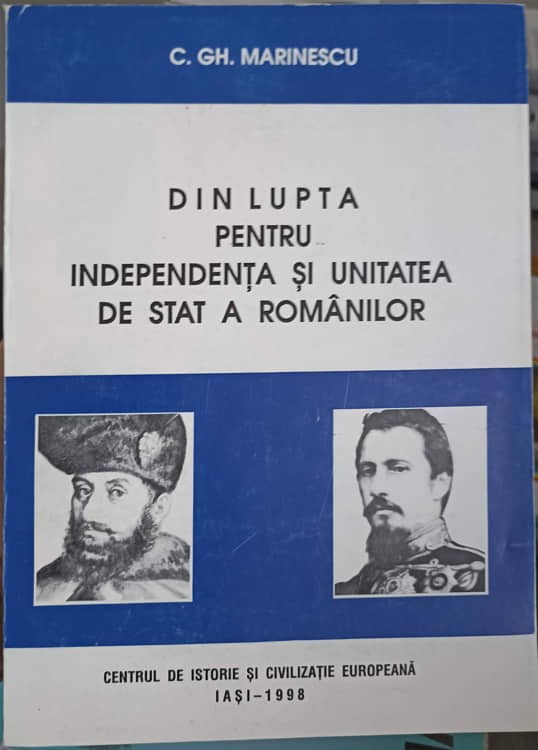 C. GH. MARINESCU
DIN LUPTA
PENTRU
INDEPENDENȚA ȘI UNITATEA
DE STAT A ROMÂNILOR
CENTRUL DE ISTORIE ȘI CIVILIZAȚIE EUROPEANĂ
IAȘI-1998